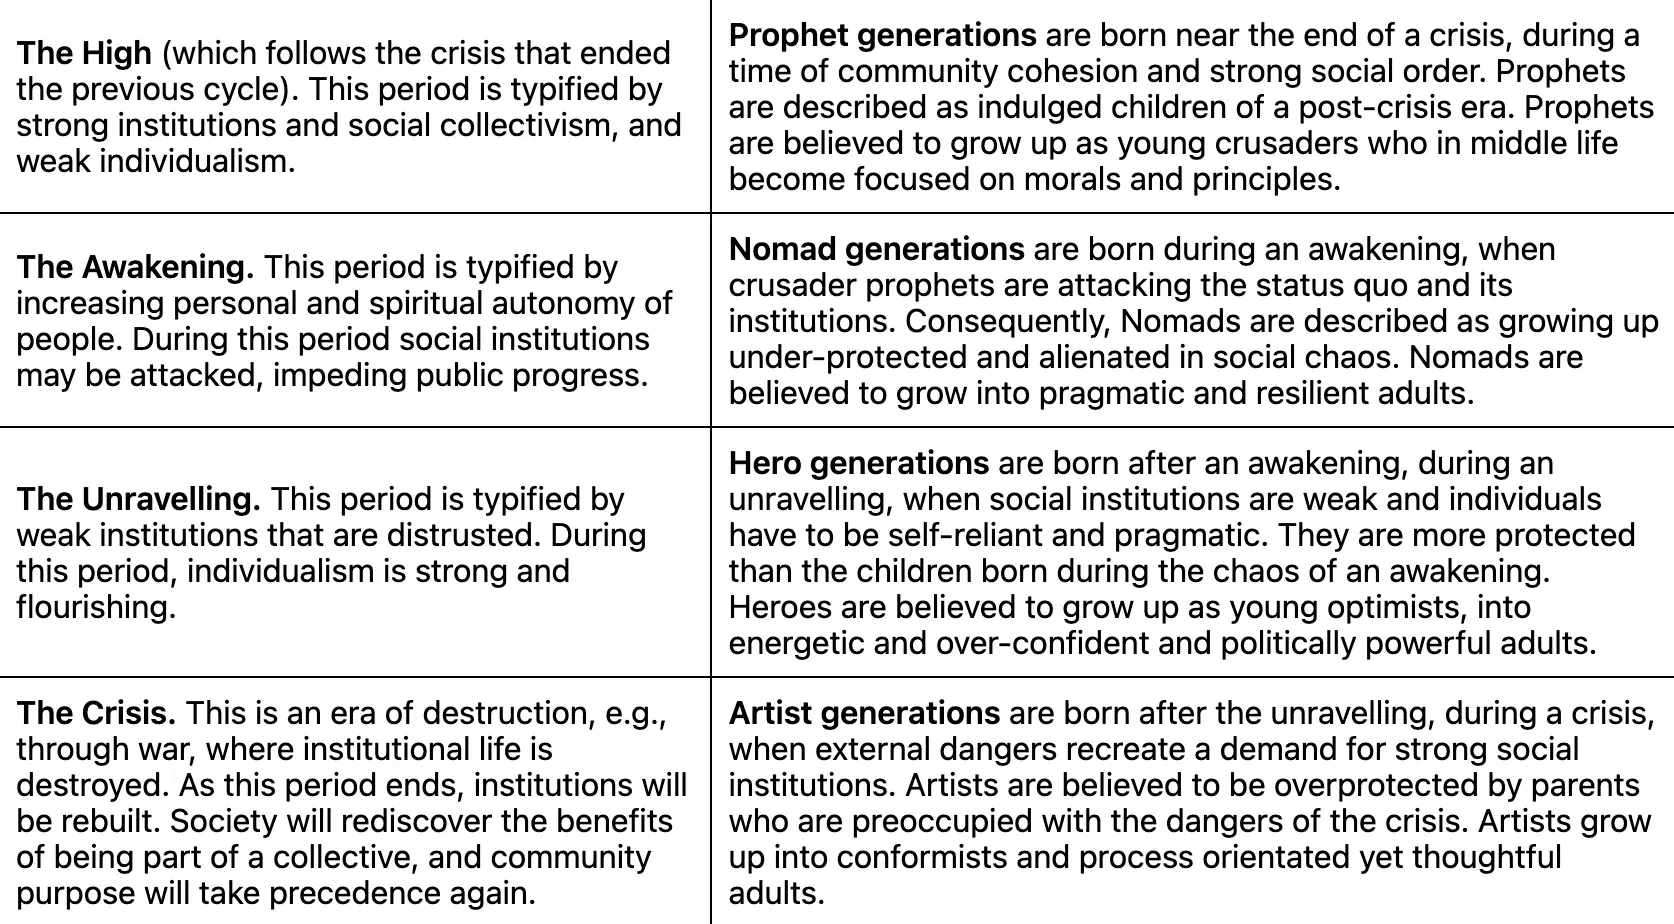 The High (which follows the crisis that ended
the previous cycle). This period is typified by
strong institutions and social collectivism, and
weak individualism.
Prophet generations are born near the end of a crisis, during a
time of community cohesion and strong social order. Prophets
are described as indulged children of a post-crisis era. Prophets
are believed to grow up as young crusaders who in middle life
become focused on morals and principles.
The Awakening. This period is typified by
increasing personal and spiritual autonomy of
people. During this period social institutions
may be attacked, impeding public progress.
Nomad generations are born during an awakening, when
crusader prophets are attacking the status quo and its
institutions. Consequently, Nomads are described as growing up
under-protected and alienated in social chaos. Nomads are
believed to grow into pragmatic and resilient adults.
The Unravelling. This period is typified by
weak institutions that are distrusted. During
this period, individualism is strong and
flourishing.
Hero generations are born after an awakening, during an
unravelling, when social institutions are weak and individuals
have to be self-reliant and pragmatic. They are more protected
than the children born during the chaos of an awakening.
Heroes are believed to grow up as young optimists, into
energetic and over-confident and politically powerful adults.
The Crisis. This is an era of destruction, e.g.,
through war, where institutional life is
destroyed. As this period ends, institutions will
be rebuilt. Society will rediscover the benefits
of being part of a collective, and community
purpose will take precedence again.
Artist generations are born after the unravelling, during a crisis,
when external dangers recreate a demand for strong social
institutions. Artists are believed to be overprotected by parents
who are preoccupied with the dangers of the crisis. Artists grow
up into conformists and process orientated yet thoughtful
adults.